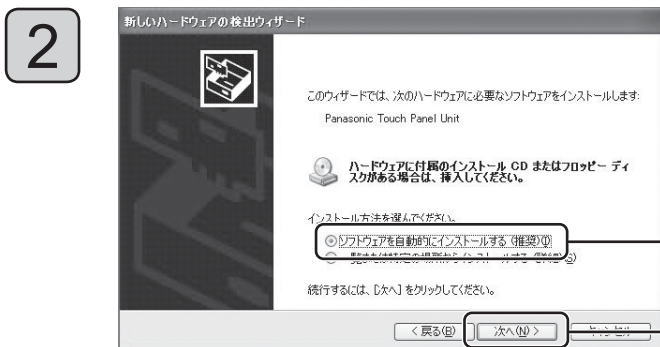 2
新しいハードウェアの検出ウィザード
このウィザードでは、次のハードウェアに必要なソフトウェアをインストールします:
Panasonic Touch Panel Unit
ハードウェアに付属のインストール CD またはフロッピー ディ
スクがある場合は、挿入してください。
インストール方法を選んでください。
ソフトウェアを自動的にインストールする (推奨)(I)
続行するには、[次へ] をクリックしてください。
< 戻る(B)
次へ(N) >